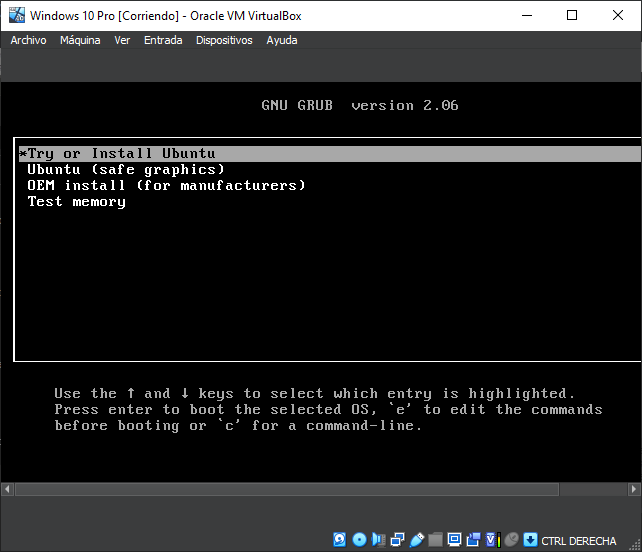 Windows 10 Pro [Corriendo] - Oracle VM VirtualBox
Archivo Máquina Ver Entrada Dispositivos Ayuda
GNU GRUB version 2.06
*Try or Install Ubuntu
Ubuntu (safe graphics)
OEM install (for manufacturers)
Test memory
Use the ↑ and ↓ keys to select which entry is highlighted.
Press enter to boot the selected OS, `e' to edit the commands
before booting or `c' for a command-line.
CTRL DERECHA